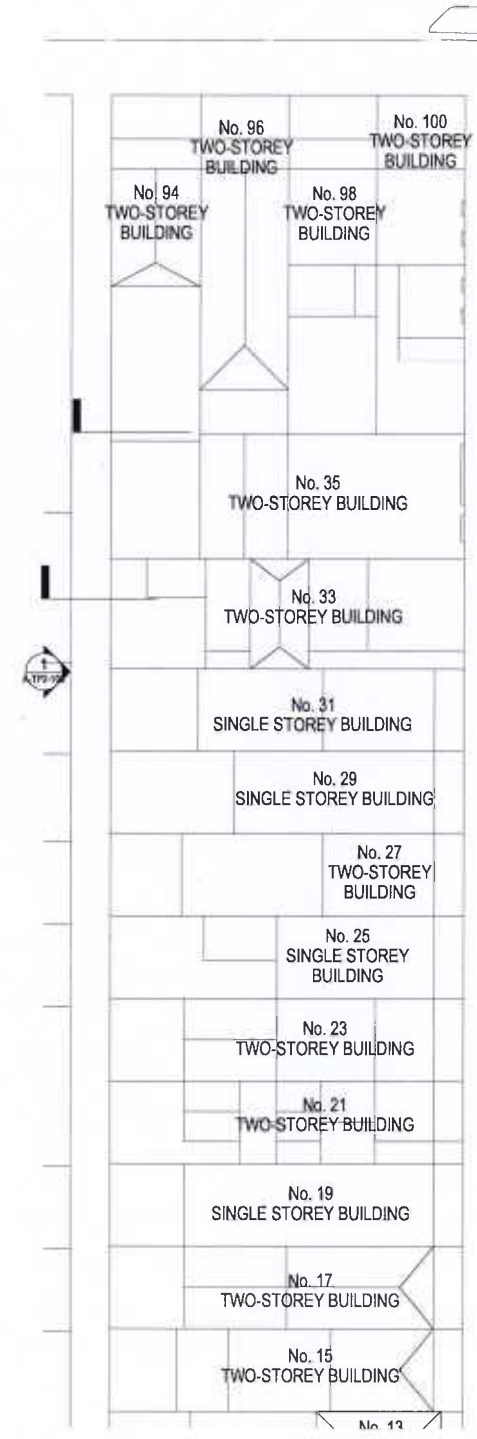 No. 96
TWO-STOREY
BUILDING
No. 100
TWO-STOREY
BUILDING
No. 94
TWO-STOREY
BUILDING
No. 98
TWO-STOREY
BUILDING
No. 35
TWO-STOREY BUILDING
No. 33
TWO-STOREY BUILDING
1
No. 31
SINGLE STOREY BUILDING
No. 29
SINGLE STOREY BUILDING
No. 27
TWO-STOREY
BUILDING
No. 25
SINGLE STOREY
BUILDING
No. 23
TWO-STOREY BUILDING
No. 21
TWO-STOREY BUILDING
No. 19
SINGLE STOREY BUILDING
No. 17
TWO-STOREY BUILDING
No. 15
TWO-STOREY BUILDING
No. 13